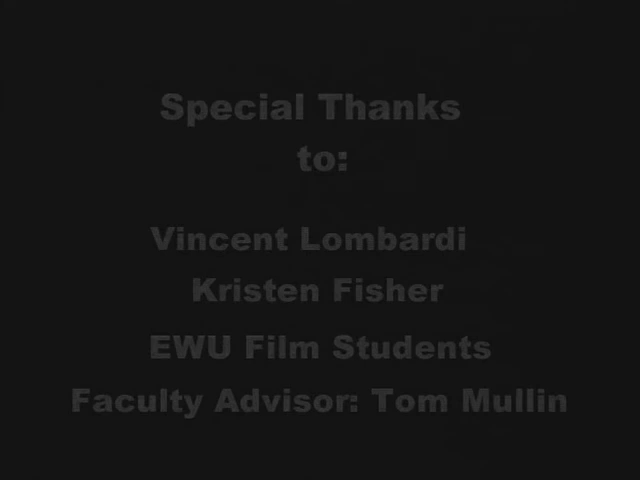 Special Thanks
to:
Vincent Lombardi
Kristen Fisher
EWU Film Students
Faculty Advisor: Tom Mullin